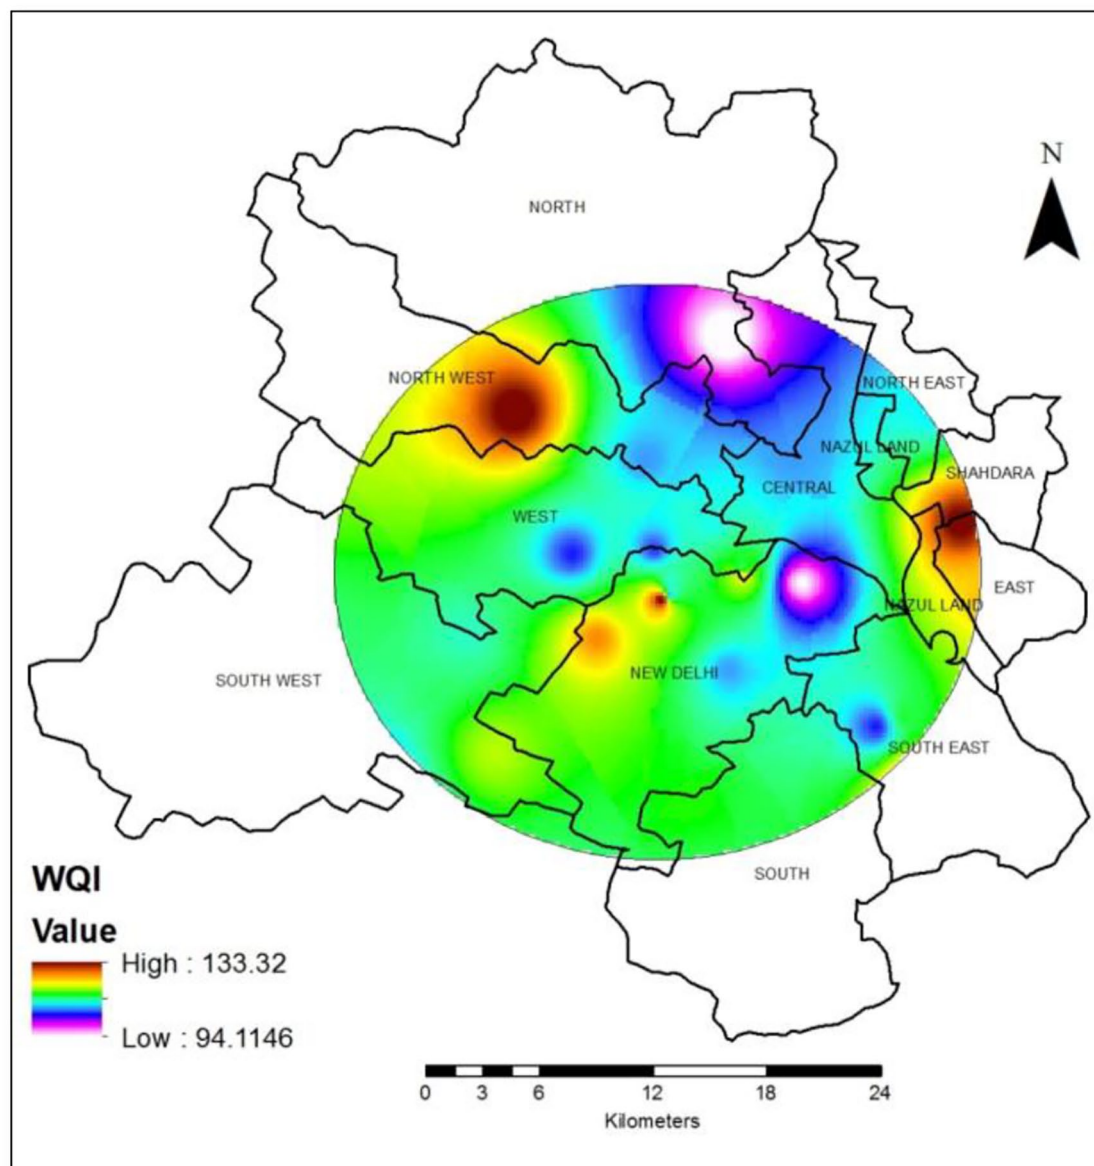 N
NORTH
NORTH WEST
NORTH EAST
NAZUL LAND
SHAHDARA
CENTRAL
WEST
EAST
NAZUL LAND
SOUTH WEST
NEW DELHI
SOUTH EAST
SOUTH
WQI
Value
High : 133.32
Low : 94.1146
0 3 6 12 18 24
Kilometers